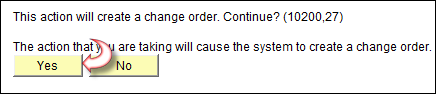 This action will create a change order. Continue? (10200,27)
The action that you are taking will cause the system to create a change order.
Yes No